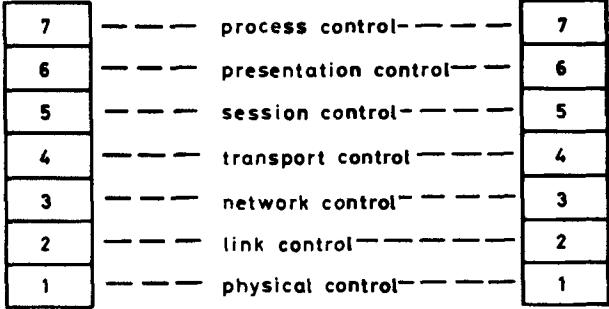 7 process control 7
6 presentation control 6
5 session control 5
4 transport control 4
3 network control 3
2 link control 2
1 physical control 1